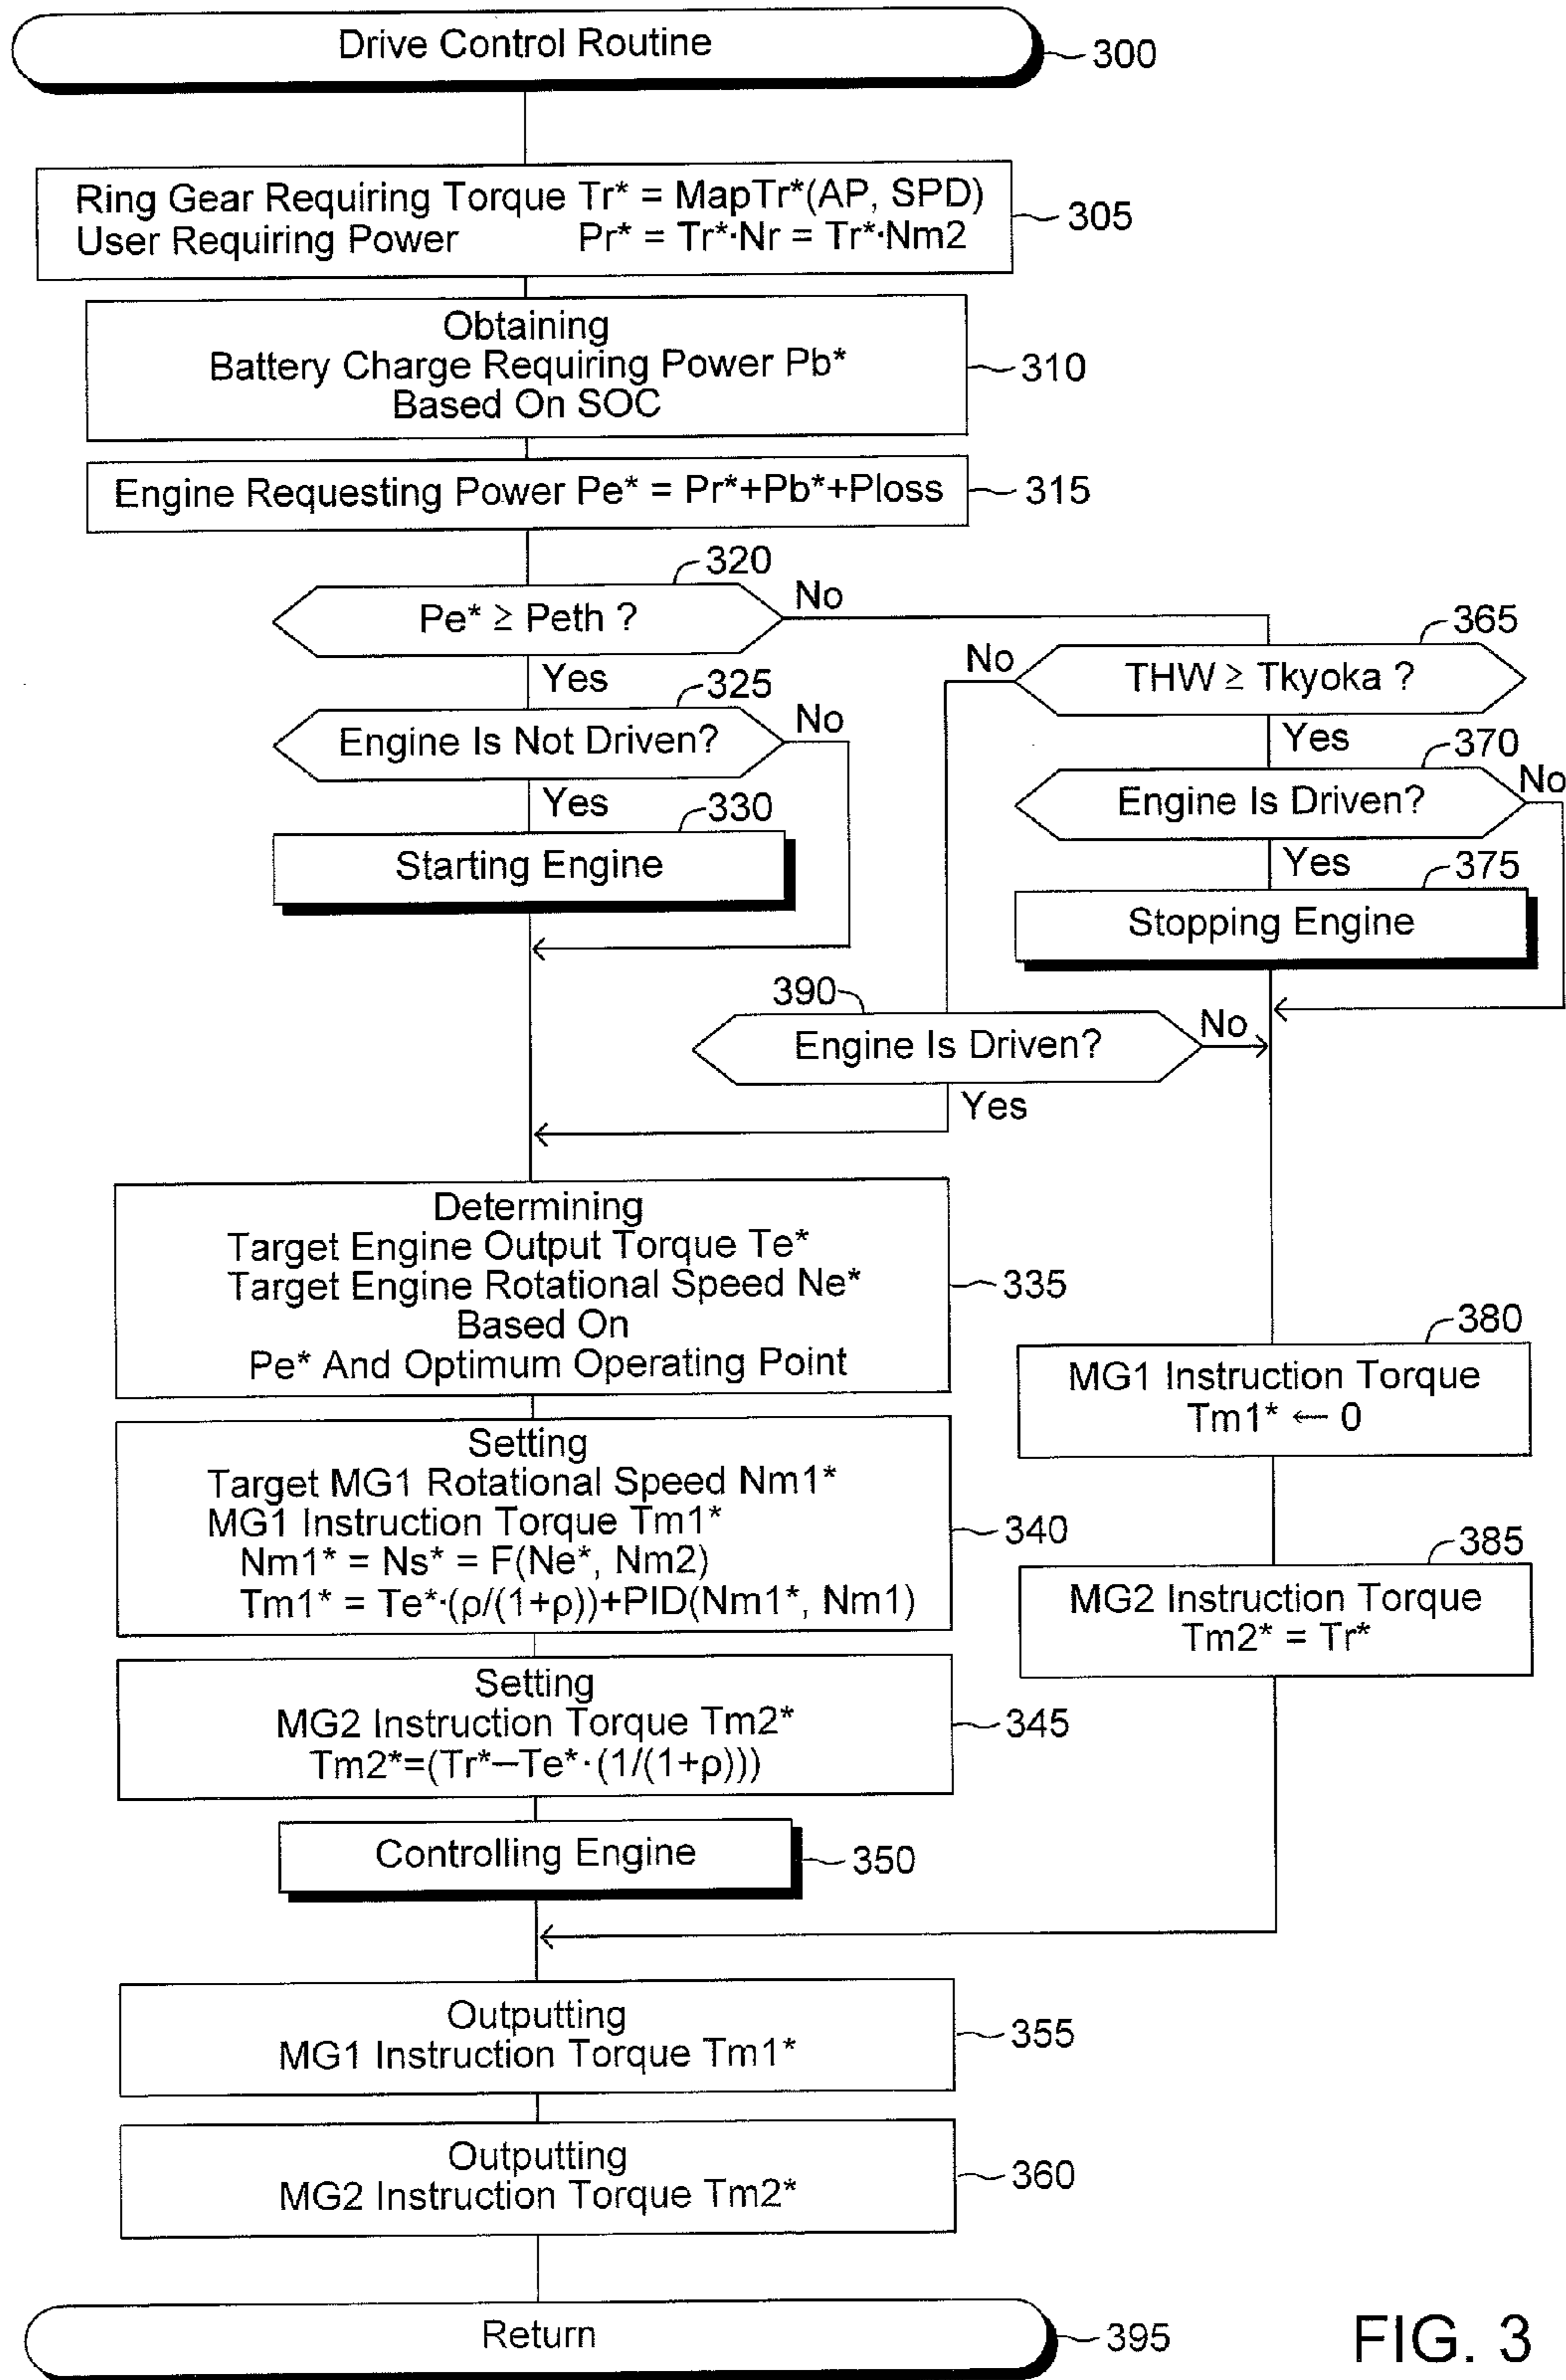 Drive Control Routine
300
Ring Gear Requiring Torque Tr* = MapTr*(AP, SPD)
User Requiring Power Pr* = Tr*·Nr = Tr*·Nm2
305
Obtaining
Battery Charge Requiring Power Pb*
Based On SOC
310
Engine Requesting Power Pe* = Pr*+Pb*+Ploss
315
320
Pe* ≥ Peth ?
No
Yes
365
THW ≥ Tkyoka ?
No
Yes
325
Engine Is Not Driven?
No
Yes
370
Engine Is Driven?
No
Yes
330
Starting Engine
375
Stopping Engine
390
Engine Is Driven?
No
Yes
Determining
Target Engine Output Torque Te*
Target Engine Rotational Speed Ne*
Based On
Pe* And Optimum Operating Point
335
380
MG1 Instruction Torque
Tm1* ← 0
Setting
Target MG1 Rotational Speed Nm1*
MG1 Instruction Torque Tm1*
Nm1* = Ns* = F(Ne*, Nm2)
Tm1* = Te*·(ρ/(1+ρ))+PID(Nm1*, Nm1)
340
385
MG2 Instruction Torque
Tm2* = Tr*
Setting
MG2 Instruction Torque Tm2*
Tm2*=(Tr*−Te*·(1/(1+ρ)))
345
Controlling Engine
350
Outputting
MG1 Instruction Torque Tm1*
355
Outputting
MG2 Instruction Torque Tm2*
360
Return
395
FIG. 3